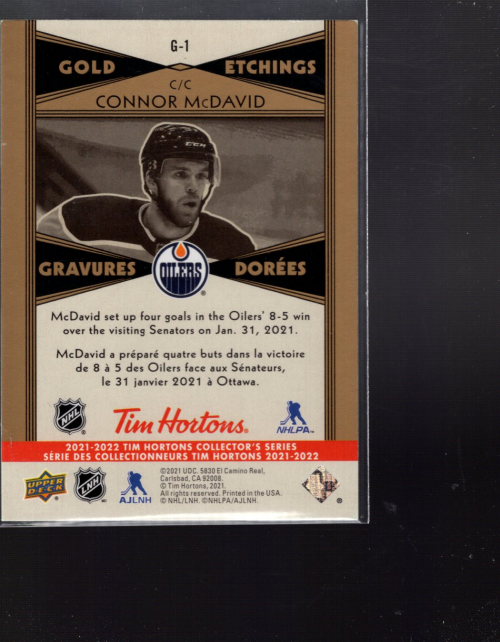 G-1
GOLD ETCHINGS
C/C
CONNOR McDAVID
CCM
GRAVURES DORÉES
OILERS
McDavid set up four goals in the Oilers' 8-5 win
over the visiting Senators on Jan. 31, 2021.
McDavid a préparé quatre buts dans la victoire
de 8 à 5 des Oilers face aux Sénateurs,
le 31 janvier 2021 à Ottawa.
NHL
Tim Hortons®
NHLPA™
2021-2022 TIM HORTONS COLLECTOR'S SERIES
SÉRIE DES COLLECTIONNEURS TIM HORTONS 2021-2022
UPPER DECK
LNH
AJLNH
©2021 UDC. 5830 El Camino Real,
Carlsbad, CA 92008.
© Tim Hortons, 2021.
All rights reserved. Printed in the USA.
© NHL/LNH. ©NHLPA/AJLNH.